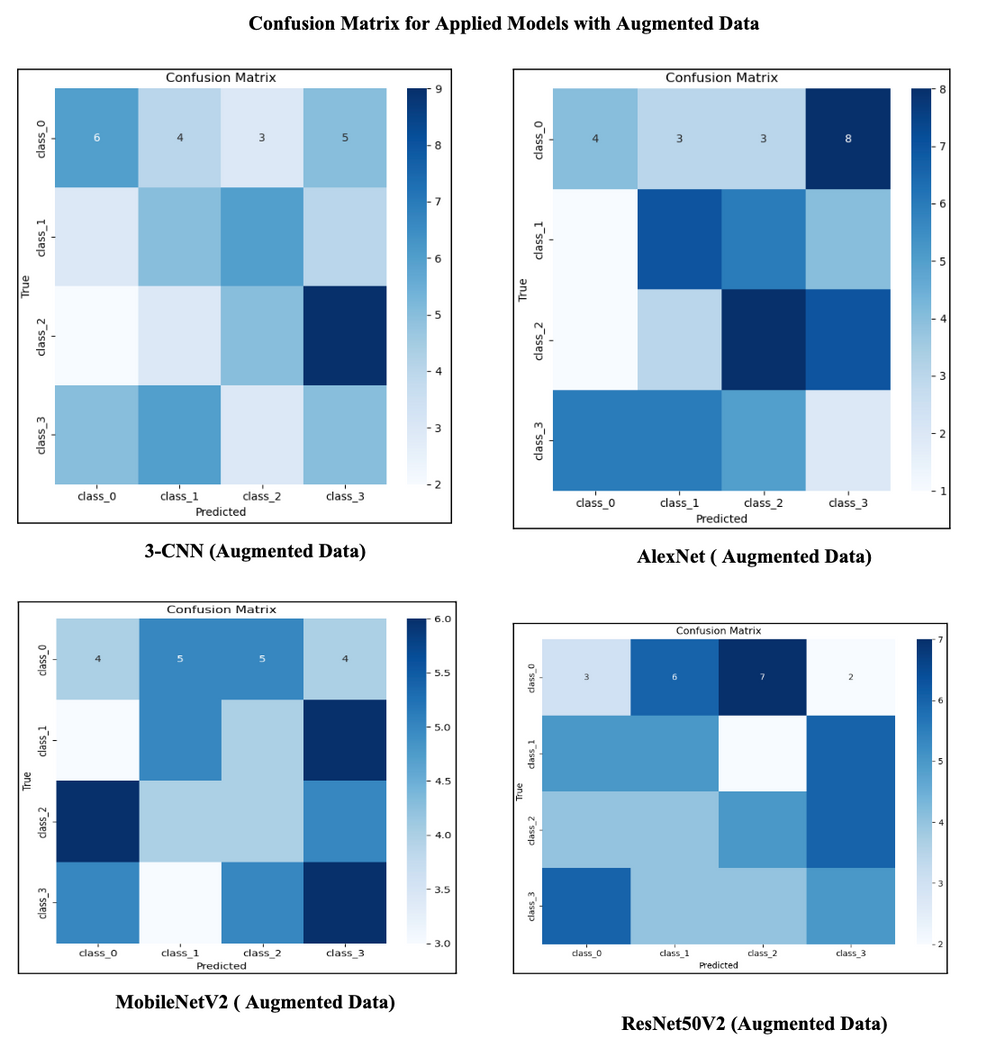 Confusion Matrix for Applied Models with Augmented Data
Confusion Matrix
True
class_0
class_1
class_2
class_3
6 4 3 5
class_0 class_1 class_2 class_3
Predicted
9
8
7
6
5
4
3
2
3-CNN (Augmented Data)
Confusion Matrix
True
class_0
class_1
class_2
class_3
4 3 3 8
class_0 class_1 class_2 class_3
Predicted
8
7
6
5
4
3
2
1
AlexNet ( Augmented Data)
Confusion Matrix
True
class_0
class_1
class_2
class_3
4 5 5 4
class_0 class_1 class_2 class_3
Predicted
6.0
5.5
5.0
4.5
4.0
3.5
3.0
MobileNetV2 ( Augmented Data)
Confusion Matrix
True
class_0
class_1
class_2
class_3
3 6 7 2
class_0 class_1 class_2 class_3
Predicted
7
6
5
4
3
2
ResNet50V2 (Augmented Data)